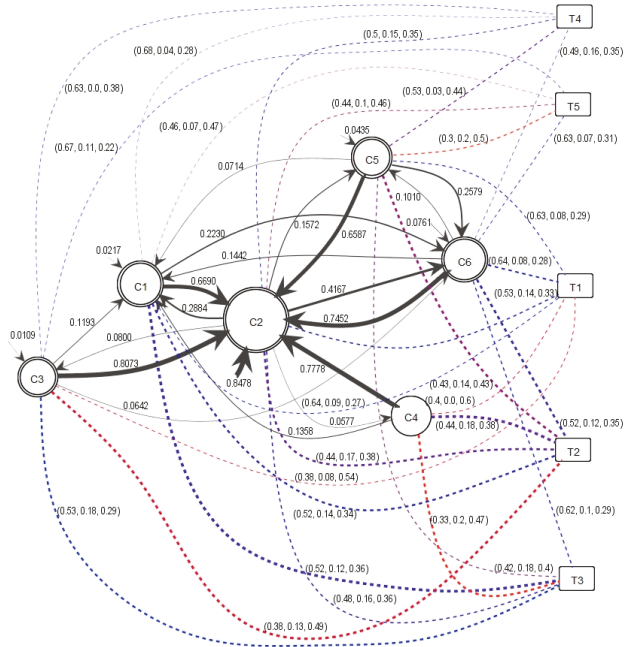 T4
(0.5, 0.15, 0.35)
(0.68, 0.04, 0.28)
(0.49, 0.16, 0.35)
(0.63, 0.0, 0.38)
(0.53, 0.03, 0.44)
(0.44, 0.1, 0.46)
T5
(0.46, 0.07, 0.47)
0.0435
(0.3, 0.2, 0.5)
(0.63, 0.07, 0.31)
(0.67, 0.11, 0.22)
C5
0.0714
0.1010
0.2579
(0.63, 0.08, 0.29)
0.1572
0.0761
0.2230
0.6587
0.0217
0.1442
C6
(0.64, 0.08, 0.28)
0.6690
C1
0.4167
T1
(0.53, 0.14, 0.33)
0.2884
0.0109
0.1193
C2
0.7452
0.0800
0.8073
C3
0.7778
0.8478
(0.43, 0.14, 0.43)
0.0642
(0.64, 0.09, 0.27)
(0.4, 0.0, 0.6)
0.0577
C4
(0.44, 0.18, 0.38)
(0.52, 0.12, 0.35)
0.1358
T2
(0.44, 0.17, 0.38)
(0.38, 0.08, 0.54)
(0.53, 0.18, 0.29)
(0.52, 0.14, 0.34)
(0.33, 0.2, 0.47)
(0.62, 0.1, 0.29)
(0.52, 0.12, 0.36)
(0.42, 0.18, 0.4)
T3
(0.48, 0.16, 0.36)
(0.38, 0.13, 0.49)